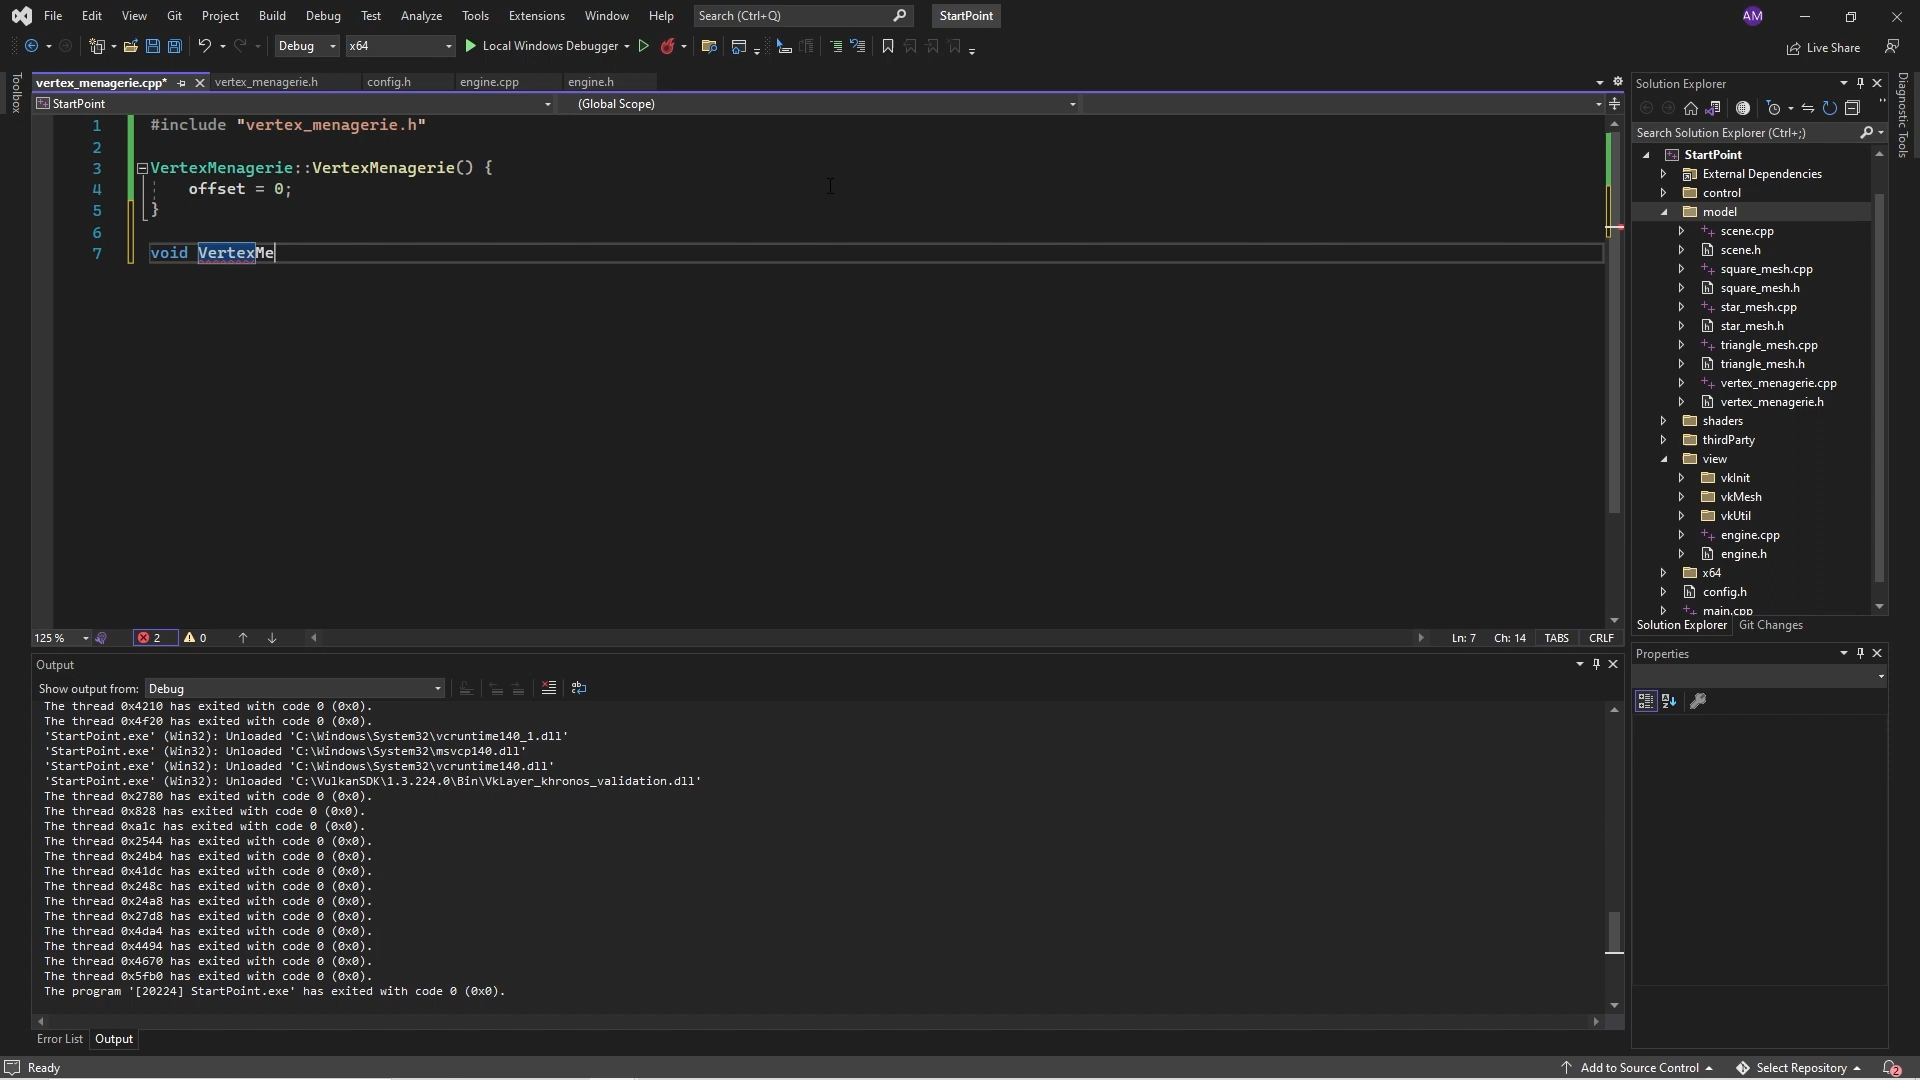 File Edit View Git Project Build Debug Test Analyze Tools Extensions Window Help Search (Ctrl+Q) StartPoint AM
Debug x64 Local Windows Debugger Live Share
Toolbox vertex_menagerie.cpp* vertex_menagerie.h config.h engine.cpp engine.h
StartPoint (Global Scope)
1 #include "vertex_menagerie.h"
2
3 VertexMenagerie::VertexMenagerie() {
4 offset = 0;
5 }
6
7 void VertexMe
125 % 2 0 Ln: 7 Ch: 14 TABS CRLF
Output
Show output from: Debug
The thread 0x4210 has exited with code 0 (0x0).
The thread 0x4f20 has exited with code 0 (0x0).
'StartPoint.exe' (Win32): Unloaded 'C:\Windows\System32\vcruntime140_1.dll'
'StartPoint.exe' (Win32): Unloaded 'C:\Windows\System32\msvcp140.dll'
'StartPoint.exe' (Win32): Unloaded 'C:\Windows\System32\vcruntime140.dll'
'StartPoint.exe' (Win32): Unloaded 'C:\VulkanSDK\1.3.224.0\Bin\VkLayer_khronos_validation.dll'
The thread 0x2780 has exited with code 0 (0x0).
The thread 0x828 has exited with code 0 (0x0).
The thread 0xa1c has exited with code 0 (0x0).
The thread 0x2544 has exited with code 0 (0x0).
The thread 0x24b4 has exited with code 0 (0x0).
The thread 0x41dc has exited with code 0 (0x0).
The thread 0x248c has exited with code 0 (0x0).
The thread 0x24a8 has exited with code 0 (0x0).
The thread 0x27d8 has exited with code 0 (0x0).
The thread 0x4da4 has exited with code 0 (0x0).
The thread 0x4494 has exited with code 0 (0x0).
The thread 0x4670 has exited with code 0 (0x0).
The thread 0x5fb0 has exited with code 0 (0x0).
The program '[20224] StartPoint.exe' has exited with code 0 (0x0).
Error List Output
Solution Explorer
Search Solution Explorer (Ctrl+;)
StartPoint
External Dependencies
control
model
scene.cpp
scene.h
square_mesh.cpp
square_mesh.h
star_mesh.cpp
star_mesh.h
triangle_mesh.cpp
triangle_mesh.h
vertex_menagerie.cpp
vertex_menagerie.h
shaders
thirdParty
view
vkInit
vkMesh
vkUtil
engine.cpp
engine.h
x64
config.h
main.cpp
Solution Explorer Git Changes
Properties
Diagnostic Tools
Ready Add to Source Control Select Repository 2